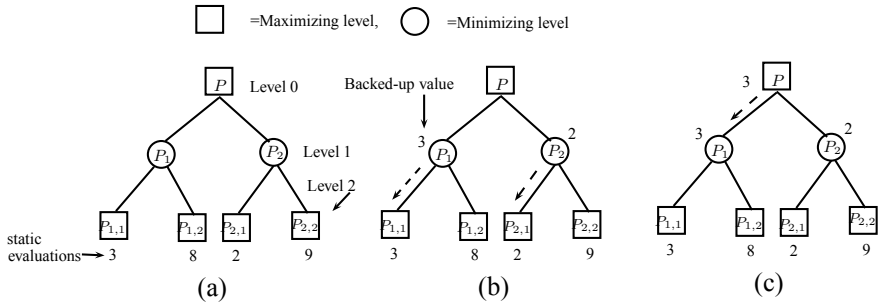 =Maximizing level, =Minimizing level
P Level 0
P1 P2 Level 1
Level 2
P1,1 P1,2 P2,1 P2,2
static
evaluations
3 8 2 9
(a)
Backed-up value
P
3 P1 2 P2
P1,1 P1,2 P2,1 P2,2
3 8 2 9
(b)
3 P
3 P1 2 P2
P1,1 P1,2 P2,1 P2,2
3 8 2 9
(c)